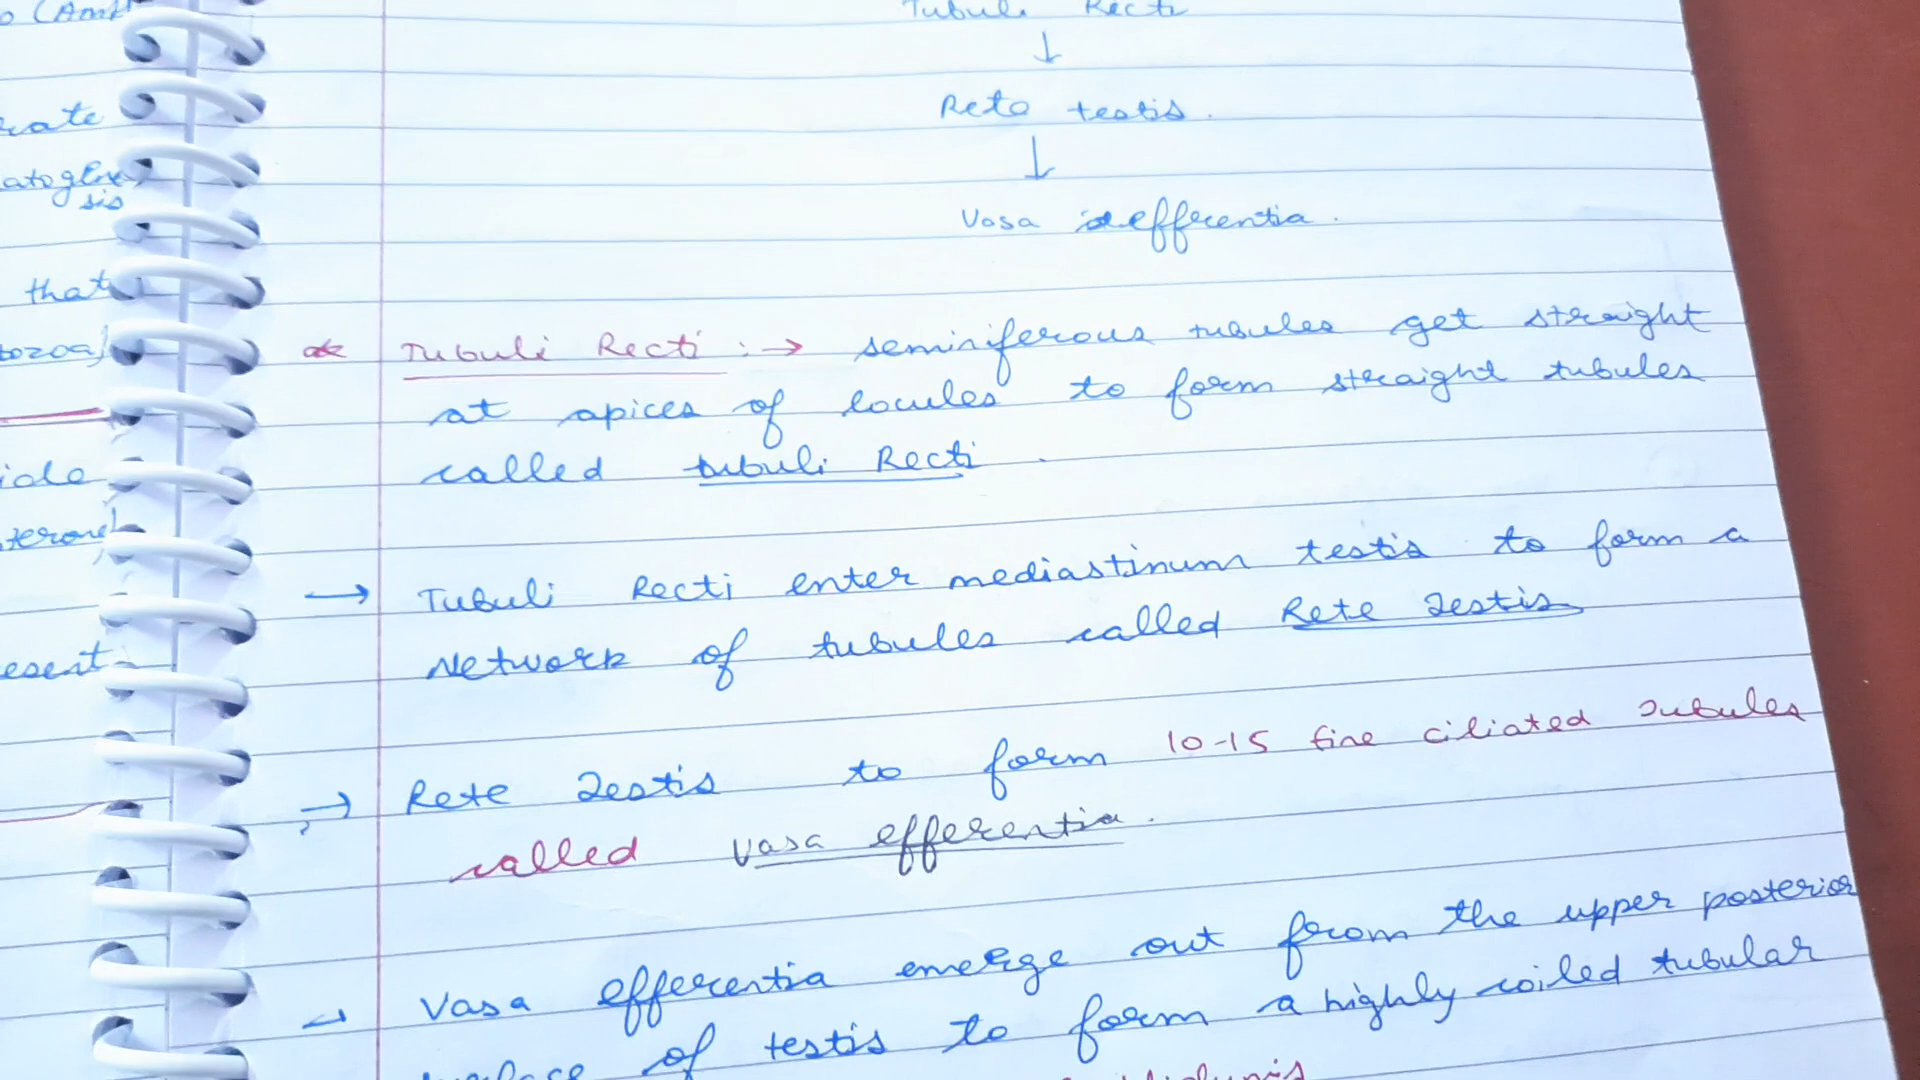 Tubuli Recti
↓
Rete testis.
↓
Vasa efferentia.
Tubuli Recti :→ seminiferous tubules get straight
at apices of locules to form straight tubules
called tubuli Recti.
→ Tubuli Recti enter mediastinum testis to form a
Network of tubules called Rete Testis
→ Rete Testis to form 10-15 fine ciliated tubules
called vasa efferentia.
→ Vasa efferentia emerge out from the upper posterior
of testis to form a highly coiled tubular
that
sis